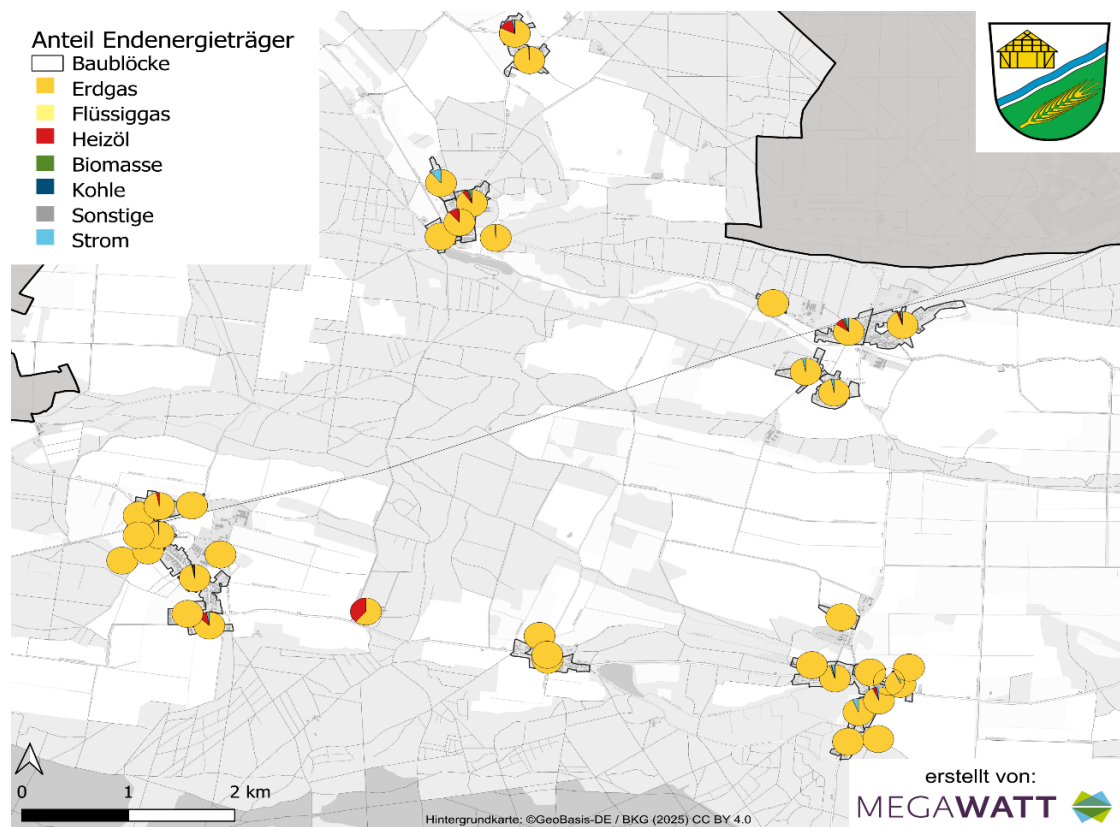 Anteil Endenergieträger
Baublöcke
Erdgas
Flüssiggas
Heizöl
Biomasse
Kohle
Sonstige
Strom
0 1 2 km
Hintergrundkarte: ©GeoBasis-DE / BKG (2025) CC BY 4.0
erstellt von:
MEGAWATT